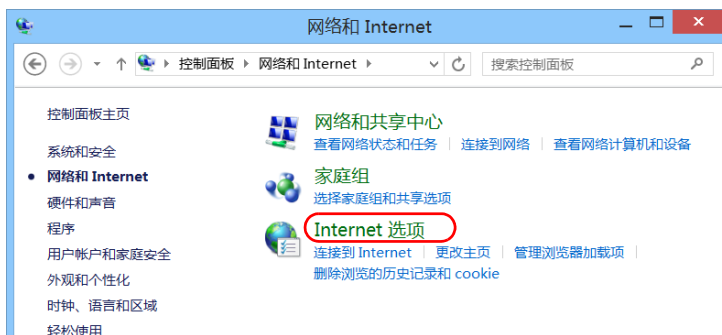 网络和 Internet
控制面板 网络和 Internet 搜索控制面板
控制面板主页
系统和安全
网络和 Internet
硬件和声音
程序
用户帐户和家庭安全
外观和个性化
时钟、语言和区域
轻松使用
网络和共享中心
查看网络状态和任务 连接到网络 查看网络计算机和设备
家庭组
选择家庭组和共享选项
Internet 选项
连接到 Internet 更改主页 管理浏览器加载项
删除浏览的历史记录和 cookie